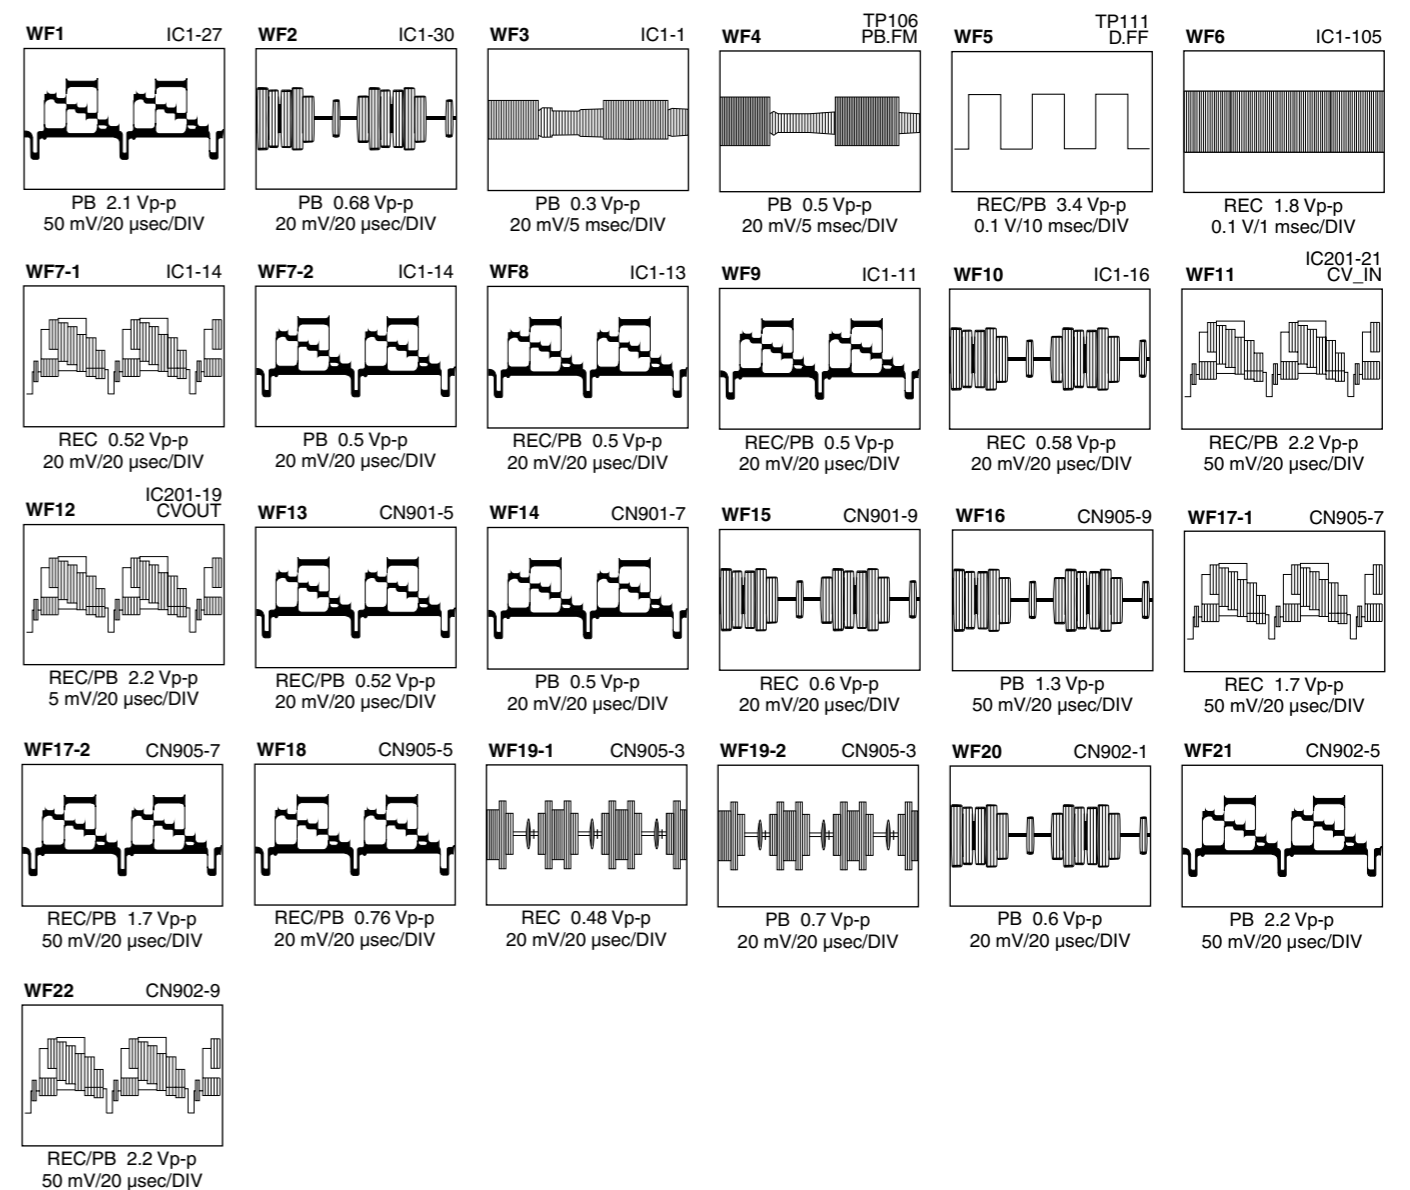 WF1 IC1-27
PB 2.1 Vp-p
50 mV/20 µsec/DIV
WF2 IC1-30
PB 0.68 Vp-p
20 mV/20 µsec/DIV
WF3 IC1-1
PB 0.3 Vp-p
20 mV/5 msec/DIV
TP106
WF4 PB.FM
PB 0.5 Vp-p
20 mV/5 msec/DIV
TP111
WF5 D.FF
REC/PB 3.4 Vp-p
0.1 V/10 msec/DIV
WF6 IC1-105
REC 1.8 Vp-p
0.1 V/1 msec/DIV
WF7-1 IC1-14
REC 0.52 Vp-p
20 mV/20 µsec/DIV
WF7-2 IC1-14
PB 0.5 Vp-p
20 mV/20 µsec/DIV
WF8 IC1-13
REC/PB 0.5 Vp-p
20 mV/20 µsec/DIV
WF9 IC1-11
REC/PB 0.5 Vp-p
20 mV/20 µsec/DIV
WF10 IC1-16
REC 0.58 Vp-p
20 mV/20 µsec/DIV
IC201-21
WF11 CV_IN
REC/PB 2.2 Vp-p
50 mV/20 µsec/DIV
IC201-19
WF12 CVOUT
REC/PB 2.2 Vp-p
5 mV/20 µsec/DIV
WF13 CN901-5
REC/PB 0.52 Vp-p
20 mV/20 µsec/DIV
WF14 CN901-7
PB 0.5 Vp-p
20 mV/20 µsec/DIV
WF15 CN901-9
REC 0.6 Vp-p
20 mV/20 µsec/DIV
WF16 CN905-9
PB 1.3 Vp-p
50 mV/20 µsec/DIV
WF17-1 CN905-7
REC 1.7 Vp-p
50 mV/20 µsec/DIV
WF17-2 CN905-7
REC/PB 1.7 Vp-p
50 mV/20 µsec/DIV
WF18 CN905-5
REC/PB 0.76 Vp-p
20 mV/20 µsec/DIV
WF19-1 CN905-3
REC 0.48 Vp-p
20 mV/20 µsec/DIV
WF19-2 CN905-3
PB 0.7 Vp-p
20 mV/20 µsec/DIV
WF20 CN902-1
PB 0.6 Vp-p
20 mV/20 µsec/DIV
WF21 CN902-5
PB 2.2 Vp-p
50 mV/20 µsec/DIV
WF22 CN902-9
REC/PB 2.2 Vp-p
50 mV/20 µsec/DIV